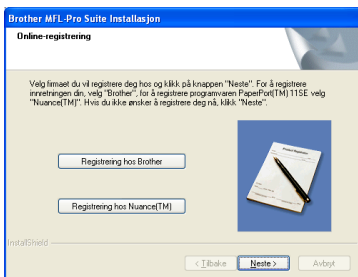 Brother MFL-Pro Suite Installasjon
Online-registrering
Velg firmaet du vil registrere deg hos og klikk på knappen "Neste". For å registrere
innretningen din, velg "Brother", for å registrere programvaren PaperPort(TM) 11SE velg
"Nuance(TM)". Hvis du ikke ønsker å registrere deg nå, klikk "Neste".
Registrering hos Brother
Registrering hos Nuance(TM)
InstallShield
< Tilbake
Neste >
Avbryt